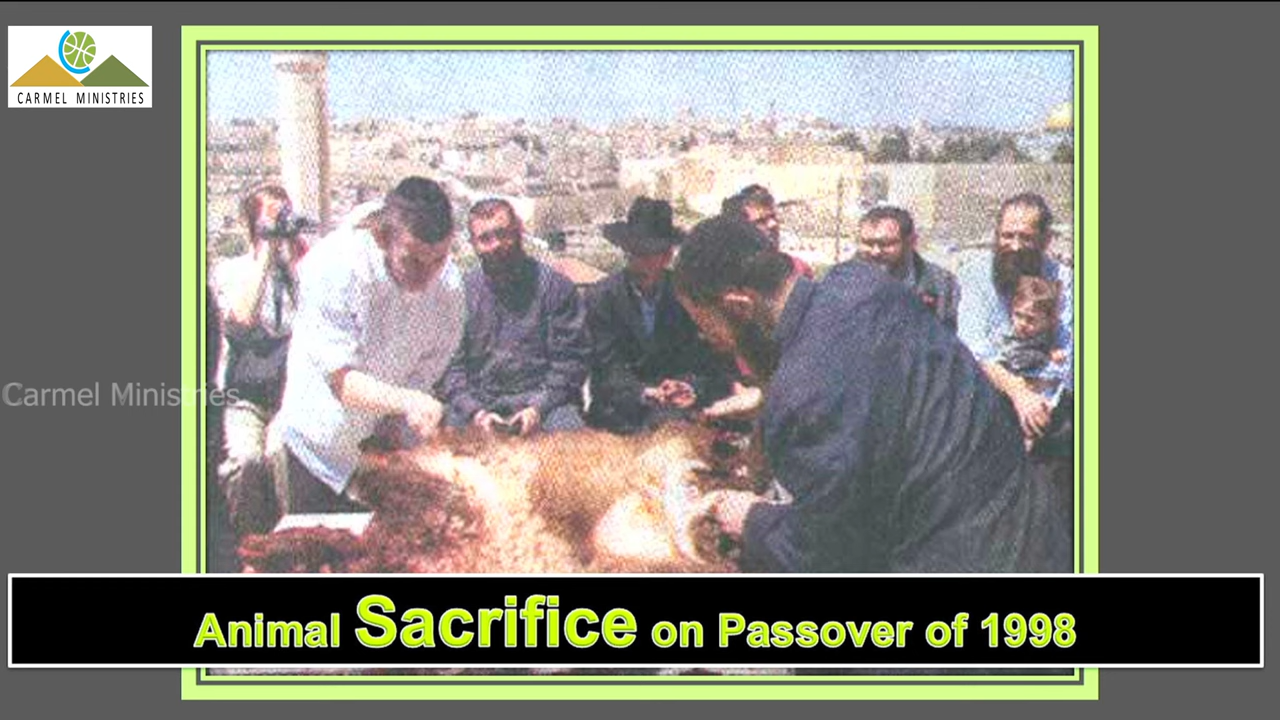 CARMEL MINISTRIES
Carmel Ministries
Animal Sacrifice on Passover of 1998